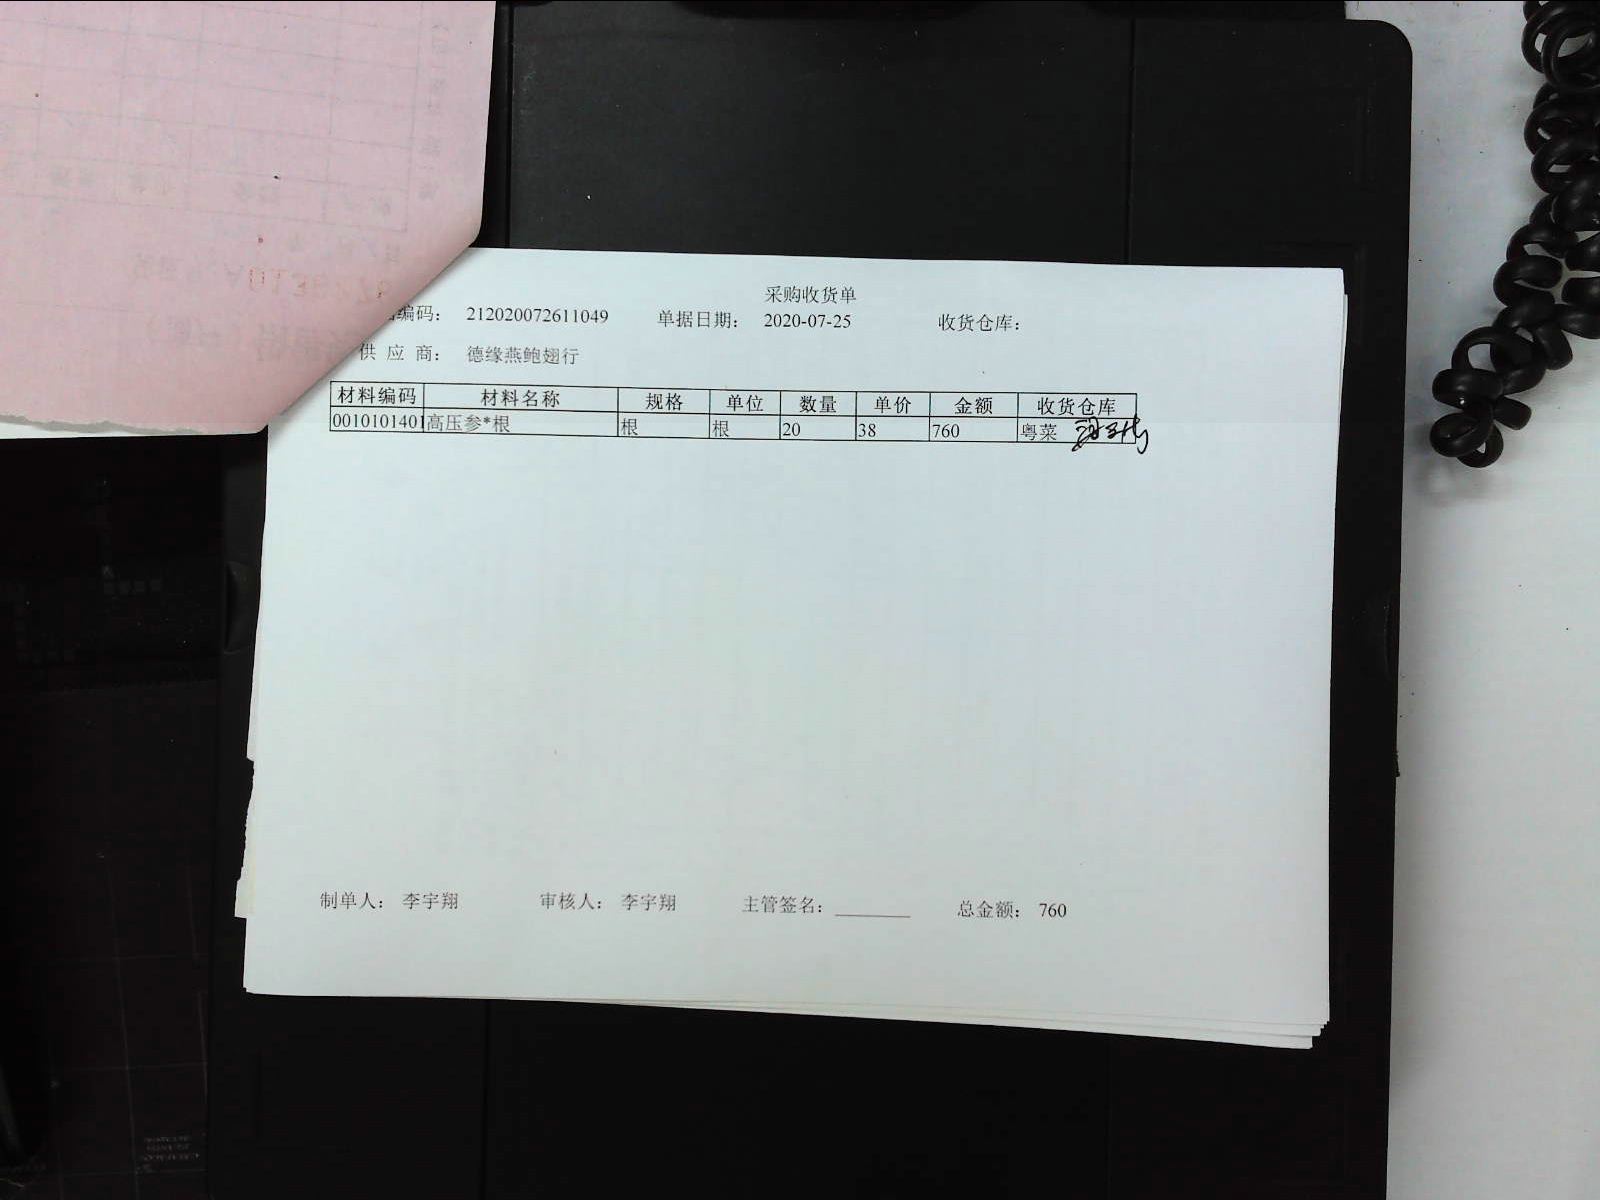 采购收货单
编码： 212020072611049 单据日期： 2020-07-25 收货仓库：
供 应 商： 德缘燕鲍翅行
材料编码 材料名称 规格 单位 数量 单价 金额 收货仓库
0010101401 高压参*根 根 根 20 38 760 粤菜
制单人： 李宇翔 审核人： 李宇翔 主管签名：________ 总金额： 760